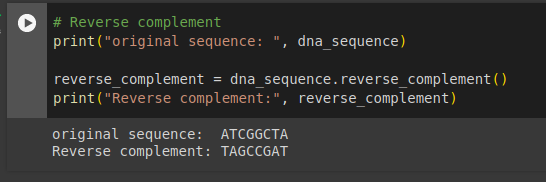 # Reverse complement
print("original sequence: ", dna_sequence)
reverse_complement = dna_sequence.reverse_complement()
print("Reverse complement:", reverse_complement)
original sequence:  ATCGGCTA
Reverse complement: TAGCCGAT